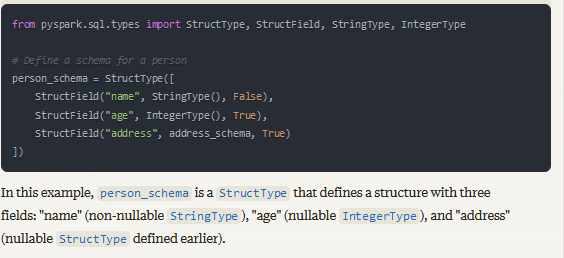 from pyspark.sql.types import StructType, StructField, StringType, IntegerType
# Define a schema for a person
person_schema = StructType([
    StructField("name", StringType(), False),
    StructField("age", IntegerType(), True),
    StructField("address", address_schema, True)
])
In this example, person_schema is a StructType that defines a structure with three
fields: "name" (non-nullable StringType), "age" (nullable IntegerType), and "address"
(nullable StructType defined earlier).